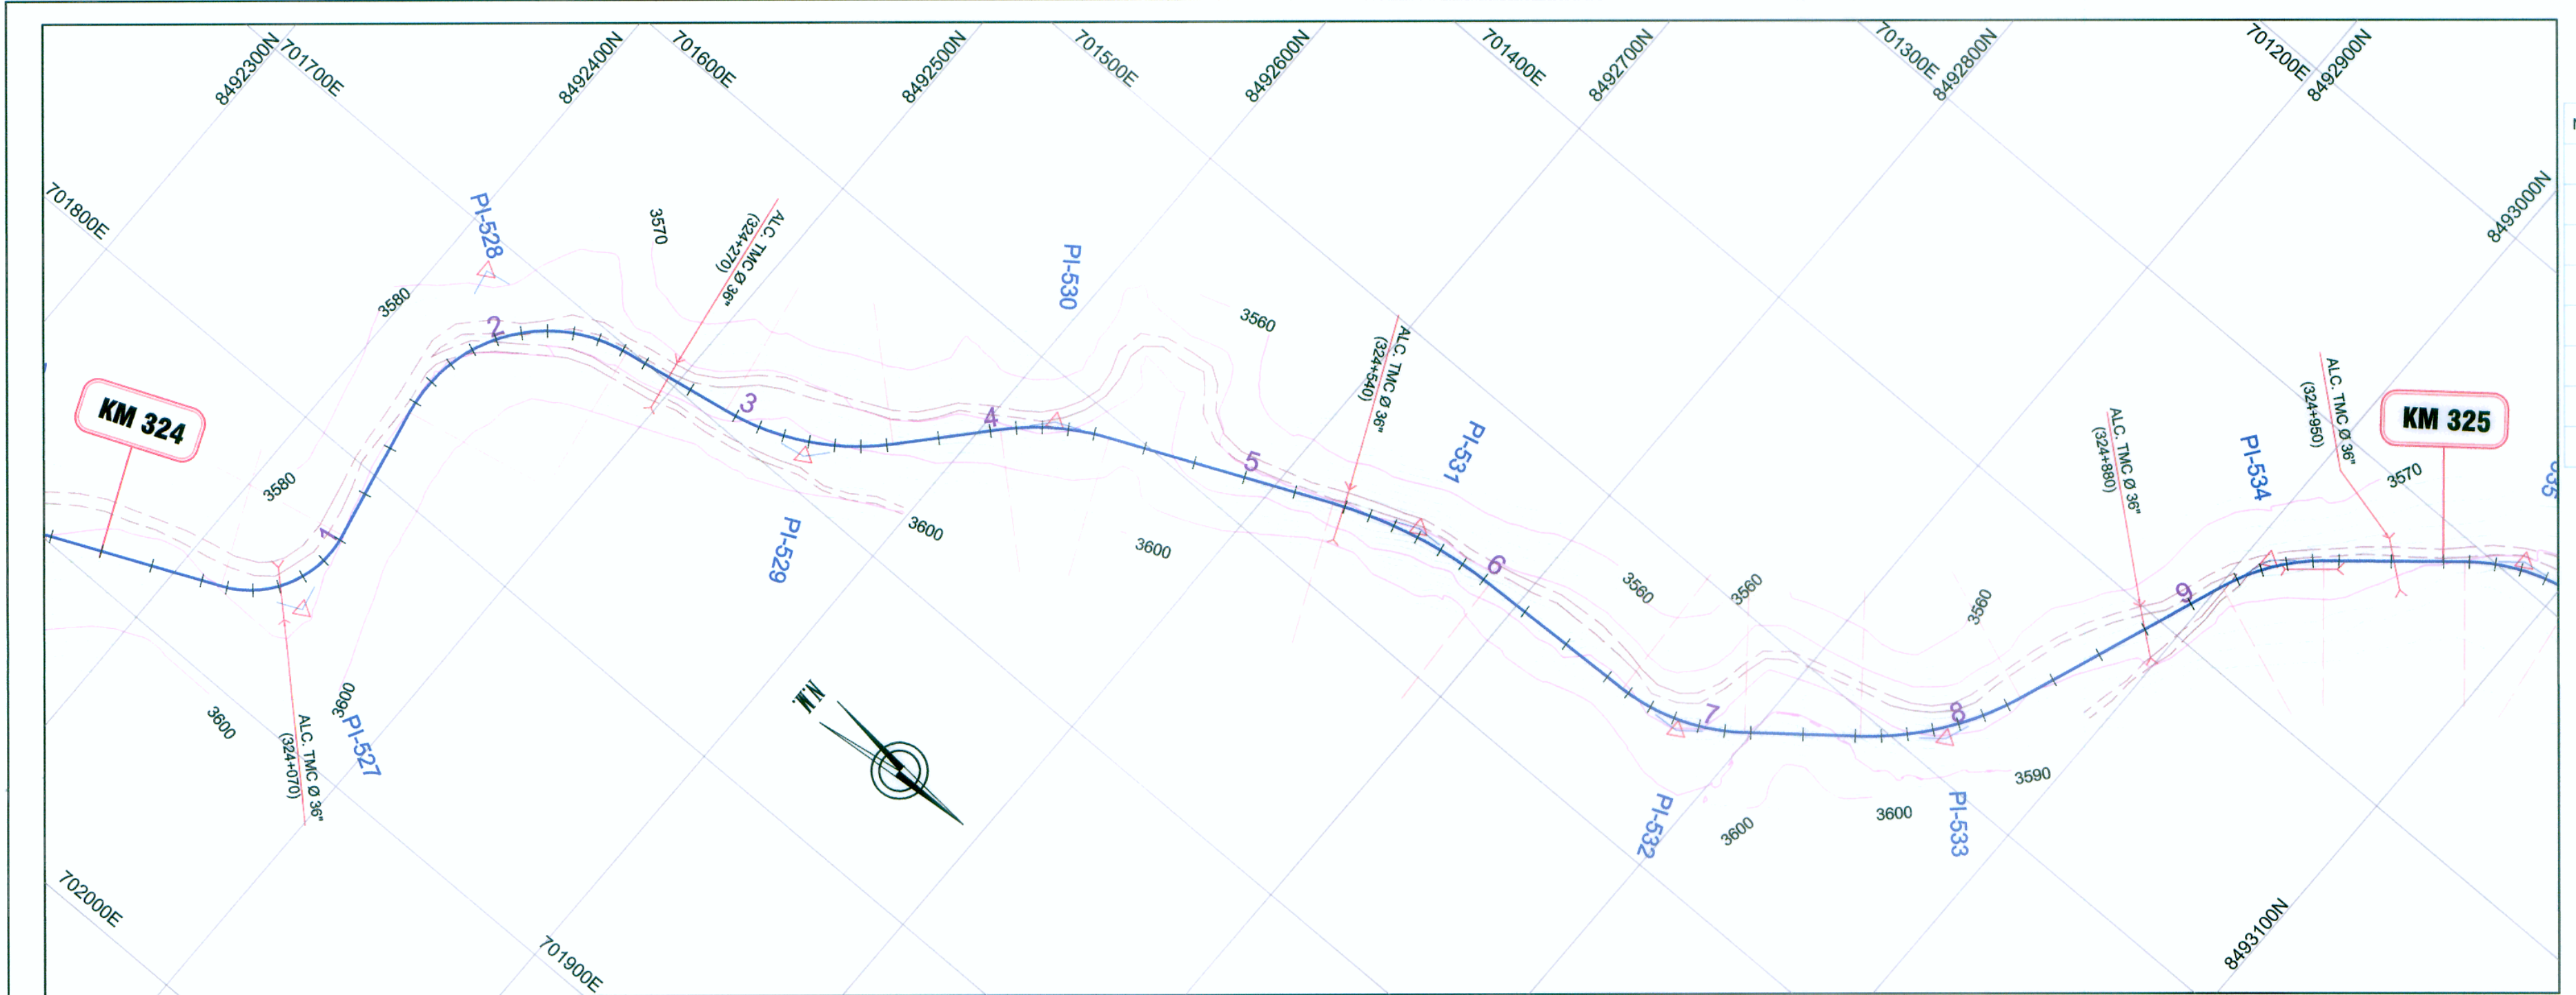 8492300N
701700E
8492400N
701600E
8492500N
701500E
8492600N
701400E
8492700N
701300E
8492800N
701200E
8492900N
8493000N
701800E
PI-528
3570
ALC. TMC Ø 36"
(324+270)
PI-530
3580
3560
ALC. TMC Ø 36"
(324+540)
2
KM 324
3
4
5
PI-531
ALC. TMC Ø 36"
(324+880)
PI-534
ALC. TMC Ø 36"
(324+950)
3570
KM 325
3580
1
3600
3600
PI-529
6
3560
3560
3560
9
3600
3600
PI-527
ALC. TMC Ø 36"
(324+070)
N.M.
7
8
3590
PI-532
3600
3600
PI-533
702000E
701900E
8493100N